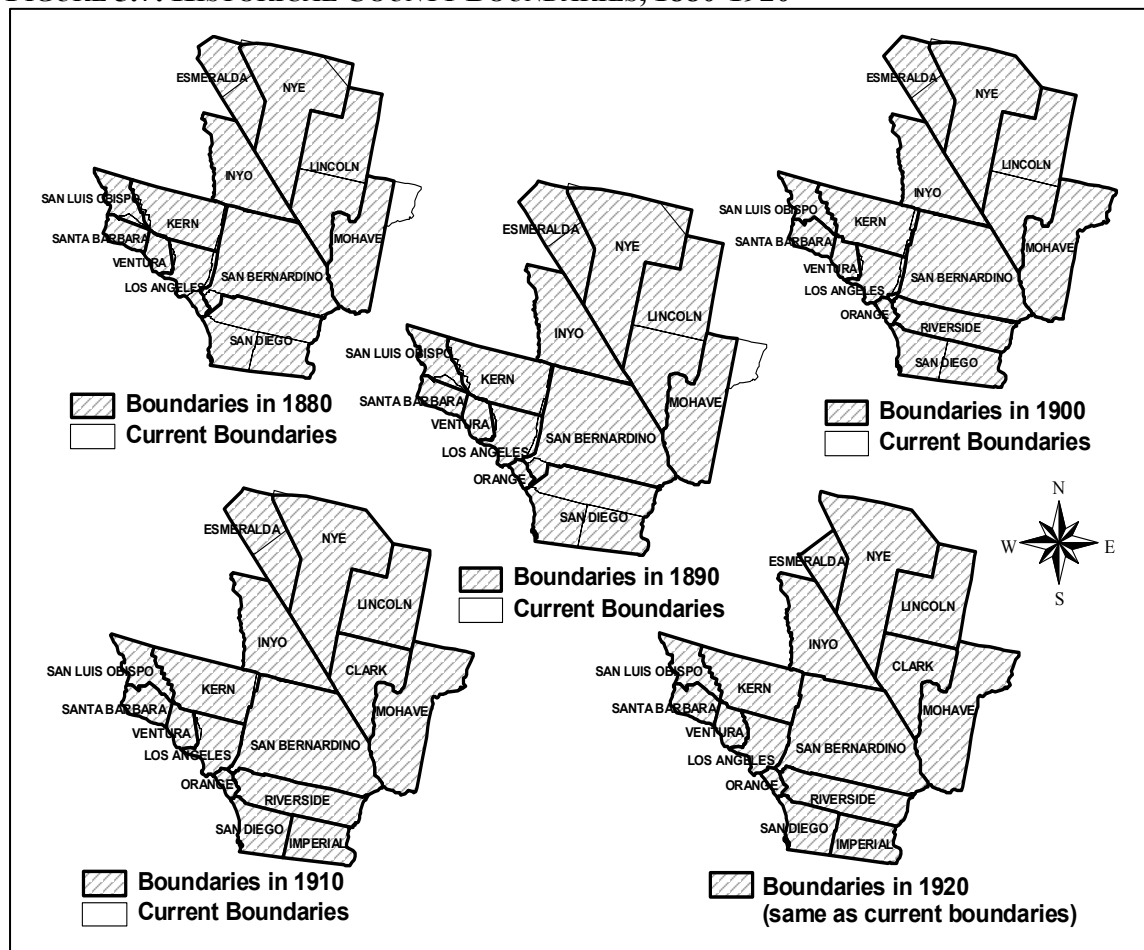 FIGURE 3.7: HISTORICAL COUNTY BOUNDARIES, 1880-1920
ESMERALDA
NYE
LINCOLN
INYO
SAN LUIS OBISPO
KERN
MOHAVE
SANTA BARBARA
VENTURA
SAN BERNARDINO
LOS ANGELES
SAN DIEGO
Boundaries in 1880
Current Boundaries
ESMERALDA
NYE
LINCOLN
INYO
SAN LUIS OBISPO
KERN
MOHAVE
SANTA BARBARA
VENTURA
SAN BERNARDINO
LOS ANGELES
ORANGE
SAN DIEGO
Boundaries in 1890
Current Boundaries
ESMERALDA
NYE
LINCOLN
INYO
SAN LUIS OBISPO
KERN
SANTA BARBARA
MOHAVE
VENTURA
SAN BERNARDINO
LOS ANGELES
ORANGE
RIVERSIDE
SAN DIEGO
Boundaries in 1900
Current Boundaries
ESMERALDA
NYE
LINCOLN
INYO
SAN LUIS OBISPO
CLARK
KERN
SANTA BARBARA
MOHAVE
VENTURA
SAN BERNARDINO
LOS ANGELES
ORANGE
RIVERSIDE
SAN DIEGO
IMPERIAL
Boundaries in 1910
Current Boundaries
N
W
E
S
ESMERALDA
NYE
LINCOLN
INYO
SAN LUIS OBISPO
CLARK
KERN
SANTA BARBARA
MOHAVE
VENTURA
SAN BERNARDINO
LOS ANGELES
ORANGE
RIVERSIDE
SAN DIEGO
IMPERIAL
Boundaries in 1920
(same as current boundaries)